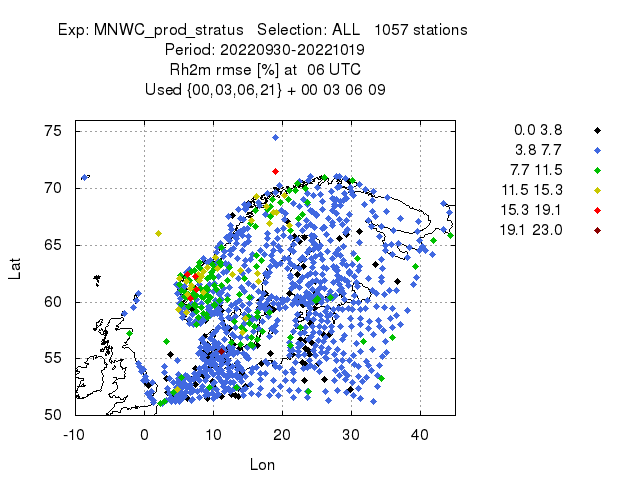 Exp: MNWC_prod_stratus   Selection: ALL   1057 stations
Period: 20220930-20221019
Rh2m rmse [%] at  06 UTC
Used {00,03,06,21} + 00 03 06 09
0.0 3.8
3.8 7.7
7.7 11.5
11.5 15.3
15.3 19.1
19.1 23.0
75
70
65
60
55
50
Lat
-10 0 10 20 30 40
Lon